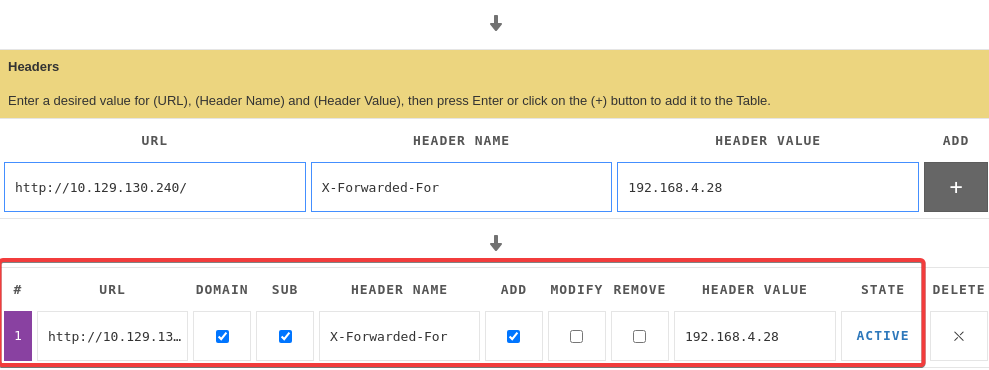 Headers
Enter a desired value for (URL), (Header Name) and (Header Value), then press Enter or click on the (+) button to add it to the Table.
URL HEADER NAME HEADER VALUE ADD
http://10.129.130.240/ X-Forwarded-For 192.168.4.28 +
# URL DOMAIN SUB HEADER NAME ADD MODIFY REMOVE HEADER VALUE STATE DELETE
1 http://10.129.13… X-Forwarded-For 192.168.4.28 ACTIVE